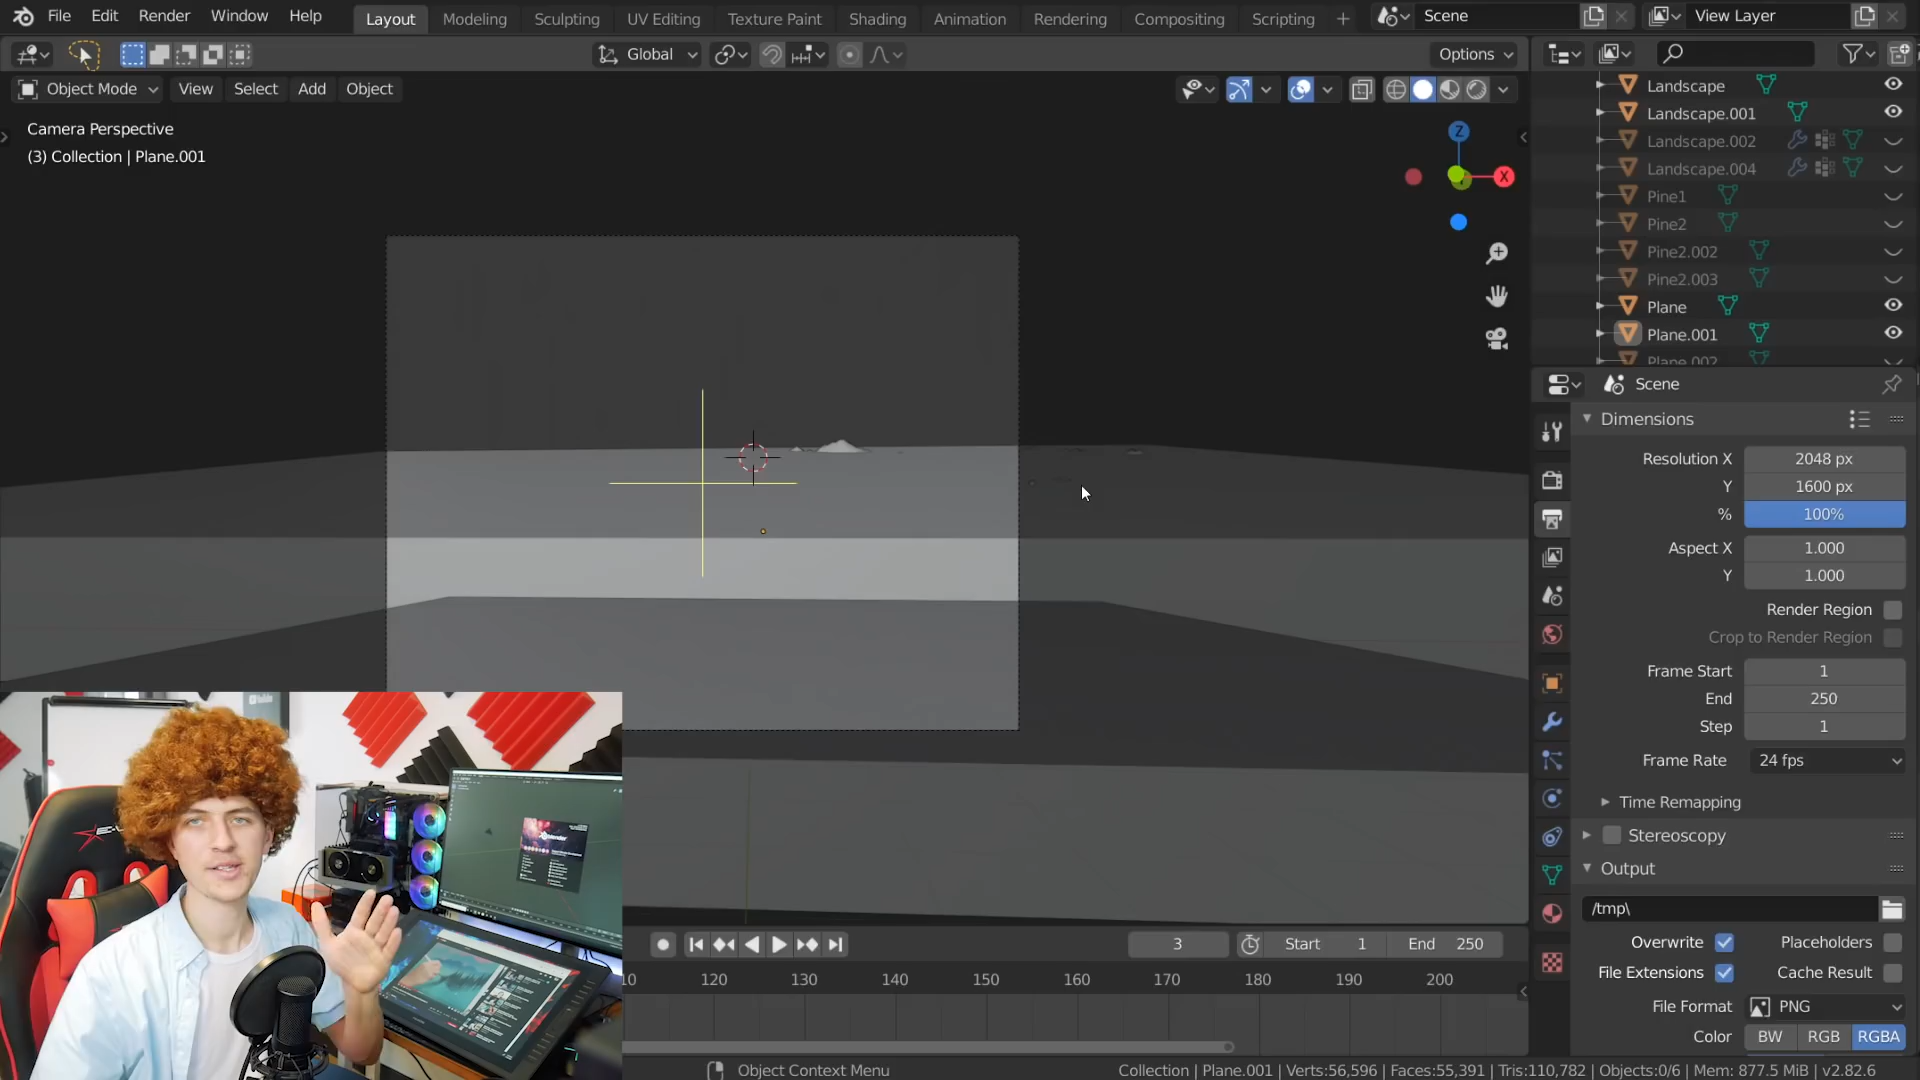 File Edit Render Window Help Layout Modeling Sculpting UV Editing Texture Paint Shading Animation Rendering Compositing Scripting + Scene View Layer
Global Options
Object Mode View Select Add Object
Camera Perspective
(3) Collection | Plane.001
Z
X
Landscape
Landscape.001
Landscape.002
Landscape.004
Pine1
Pine2
Pine2.002
Pine2.003
Plane
Plane.001
Plane.002
Scene
Dimensions
Resolution X 2048 px
Y 1600 px
% 100%
Aspect X 1.000
Y 1.000
Render Region
Crop to Render Region
Frame Start 1
End 250
Step 1
Frame Rate 24 fps
Time Remapping
Stereoscopy
Output
/tmp\
Overwrite Placeholders
File Extensions Cache Result
File Format PNG
Color BW RGB RGBA
3 Start 1 End 250
10 120 130 140 150 160 170 180 190 200
Object Context Menu
Collection | Plane.001 | Verts:56,596 | Faces:55,391 | Tris:110,782 | Objects:0/6 | Mem: 877.5 MiB | v2.82.6